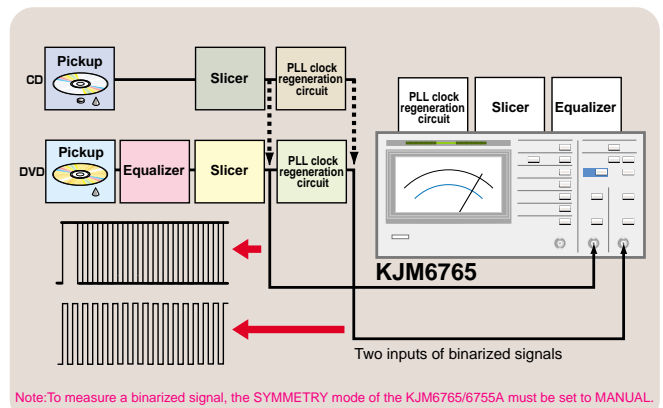 CD
Pickup
Slicer
PLL clock
regeneration
circuit
DVD
Pickup
Equalizer
Slicer
PLL clock
regeneration
circuit
PLL clock
regeneration
circuit
Slicer
Equalizer
KJM6765
Two inputs of binarized signals
Note:To measure a binarized signal, the SYMMETRY mode of the KJM6765/6755A must be set to MANUAL.